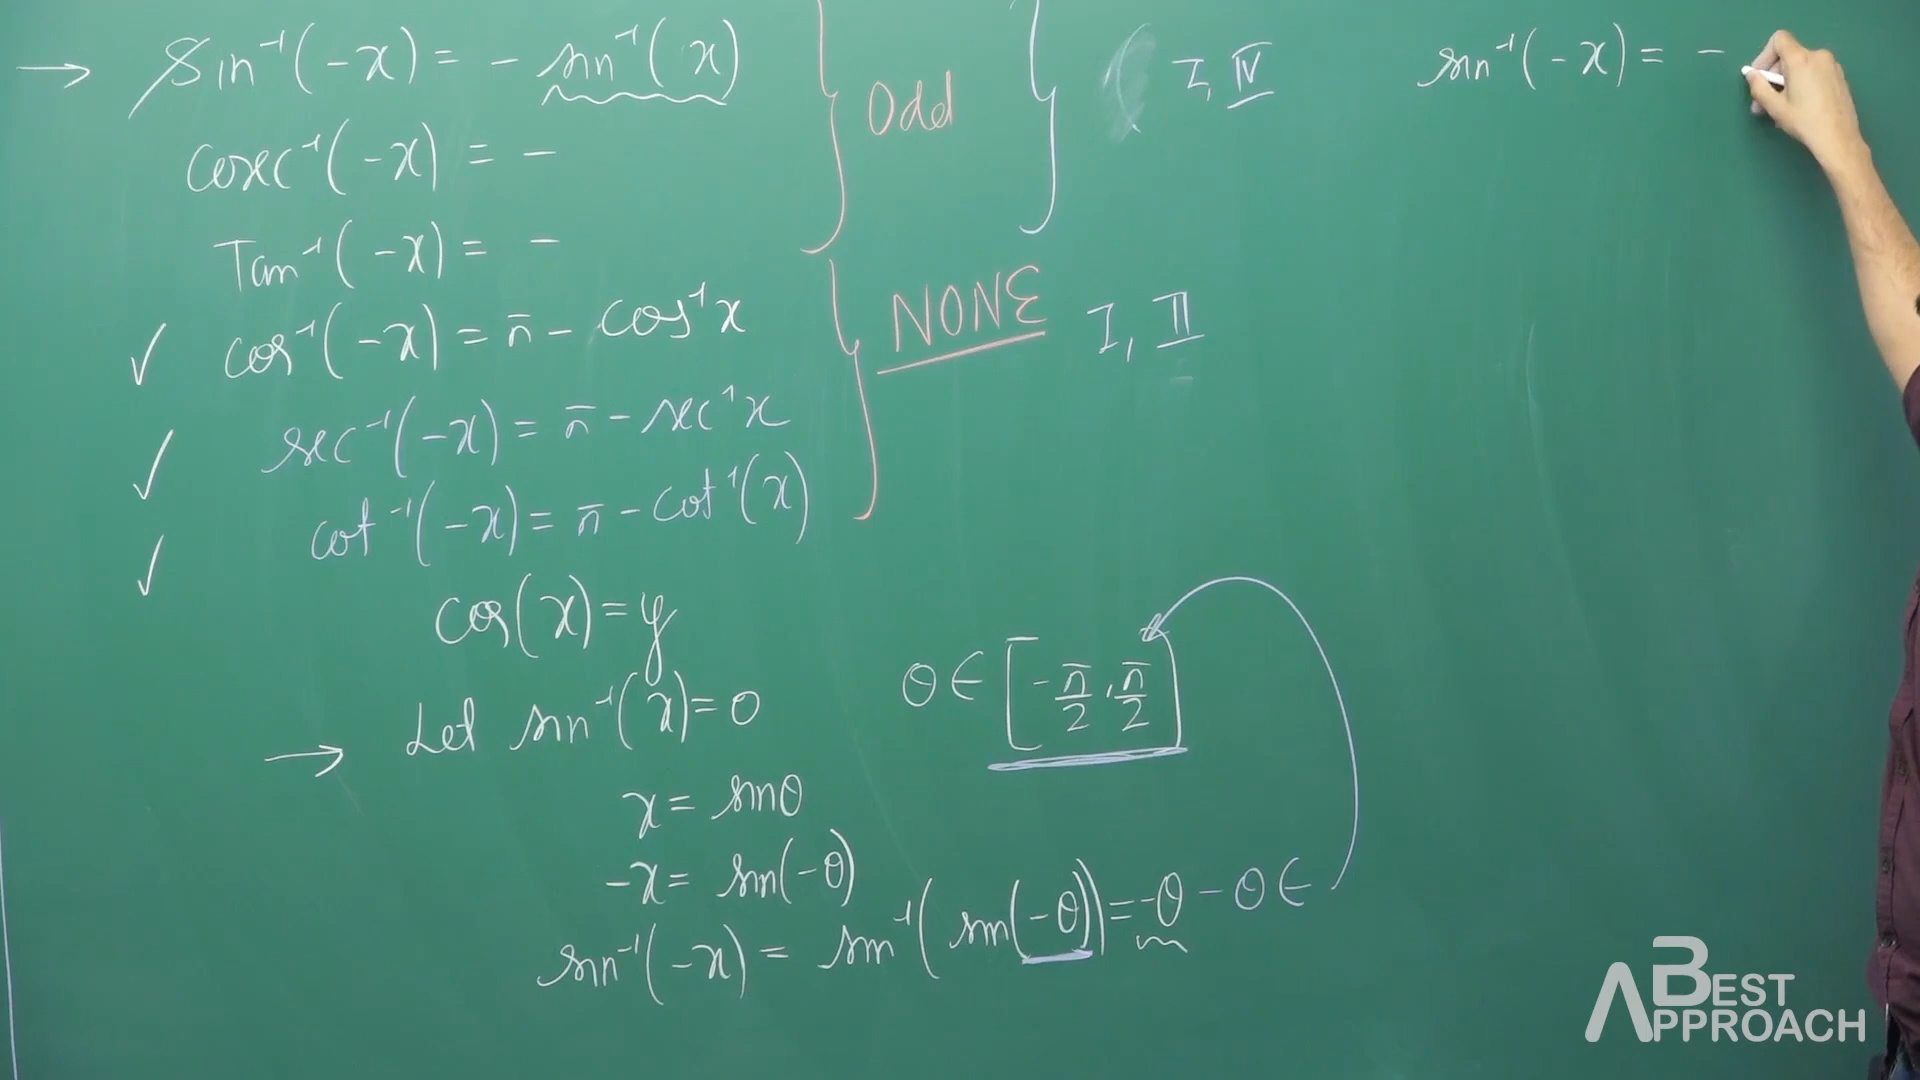 → Sin⁻¹(-x) = - sin⁻¹(x)
Cosec⁻¹(-x) = -
Tan⁻¹(-x) = -
Odd
I, IV
✓ cos⁻¹(-x) = π - cos⁻¹x
✓ sec⁻¹(-x) = π - sec⁻¹x
✓ cot⁻¹(-x) = π - cot⁻¹(x)
NONE
I, II
cos(x) = y
→ Let sin⁻¹(x) = θ
θ ∈ [-π/2, π/2]
x = sinθ
-x = sin(-θ)
sin⁻¹(-x) = sin⁻¹(sin(-θ)) = -θ
-θ ∈
sin⁻¹(-x) = -
BEST
APPROACH